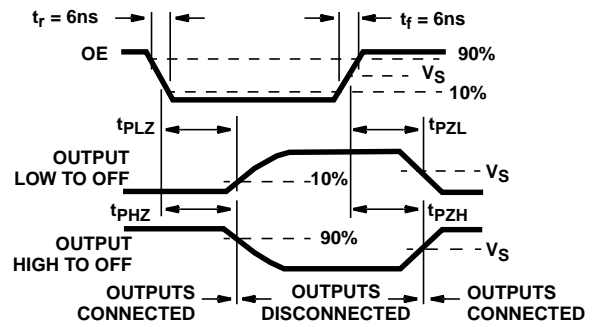 tr = 6ns
tf = 6ns
OE
90%
VS
10%
tPLZ
tPZL
OUTPUT
LOW TO OFF
VS
10%
tPHZ
tPZH
OUTPUT
HIGH TO OFF
90%
VS
OUTPUTS
CONNECTED
OUTPUTS
DISCONNECTED
OUTPUTS
CONNECTED